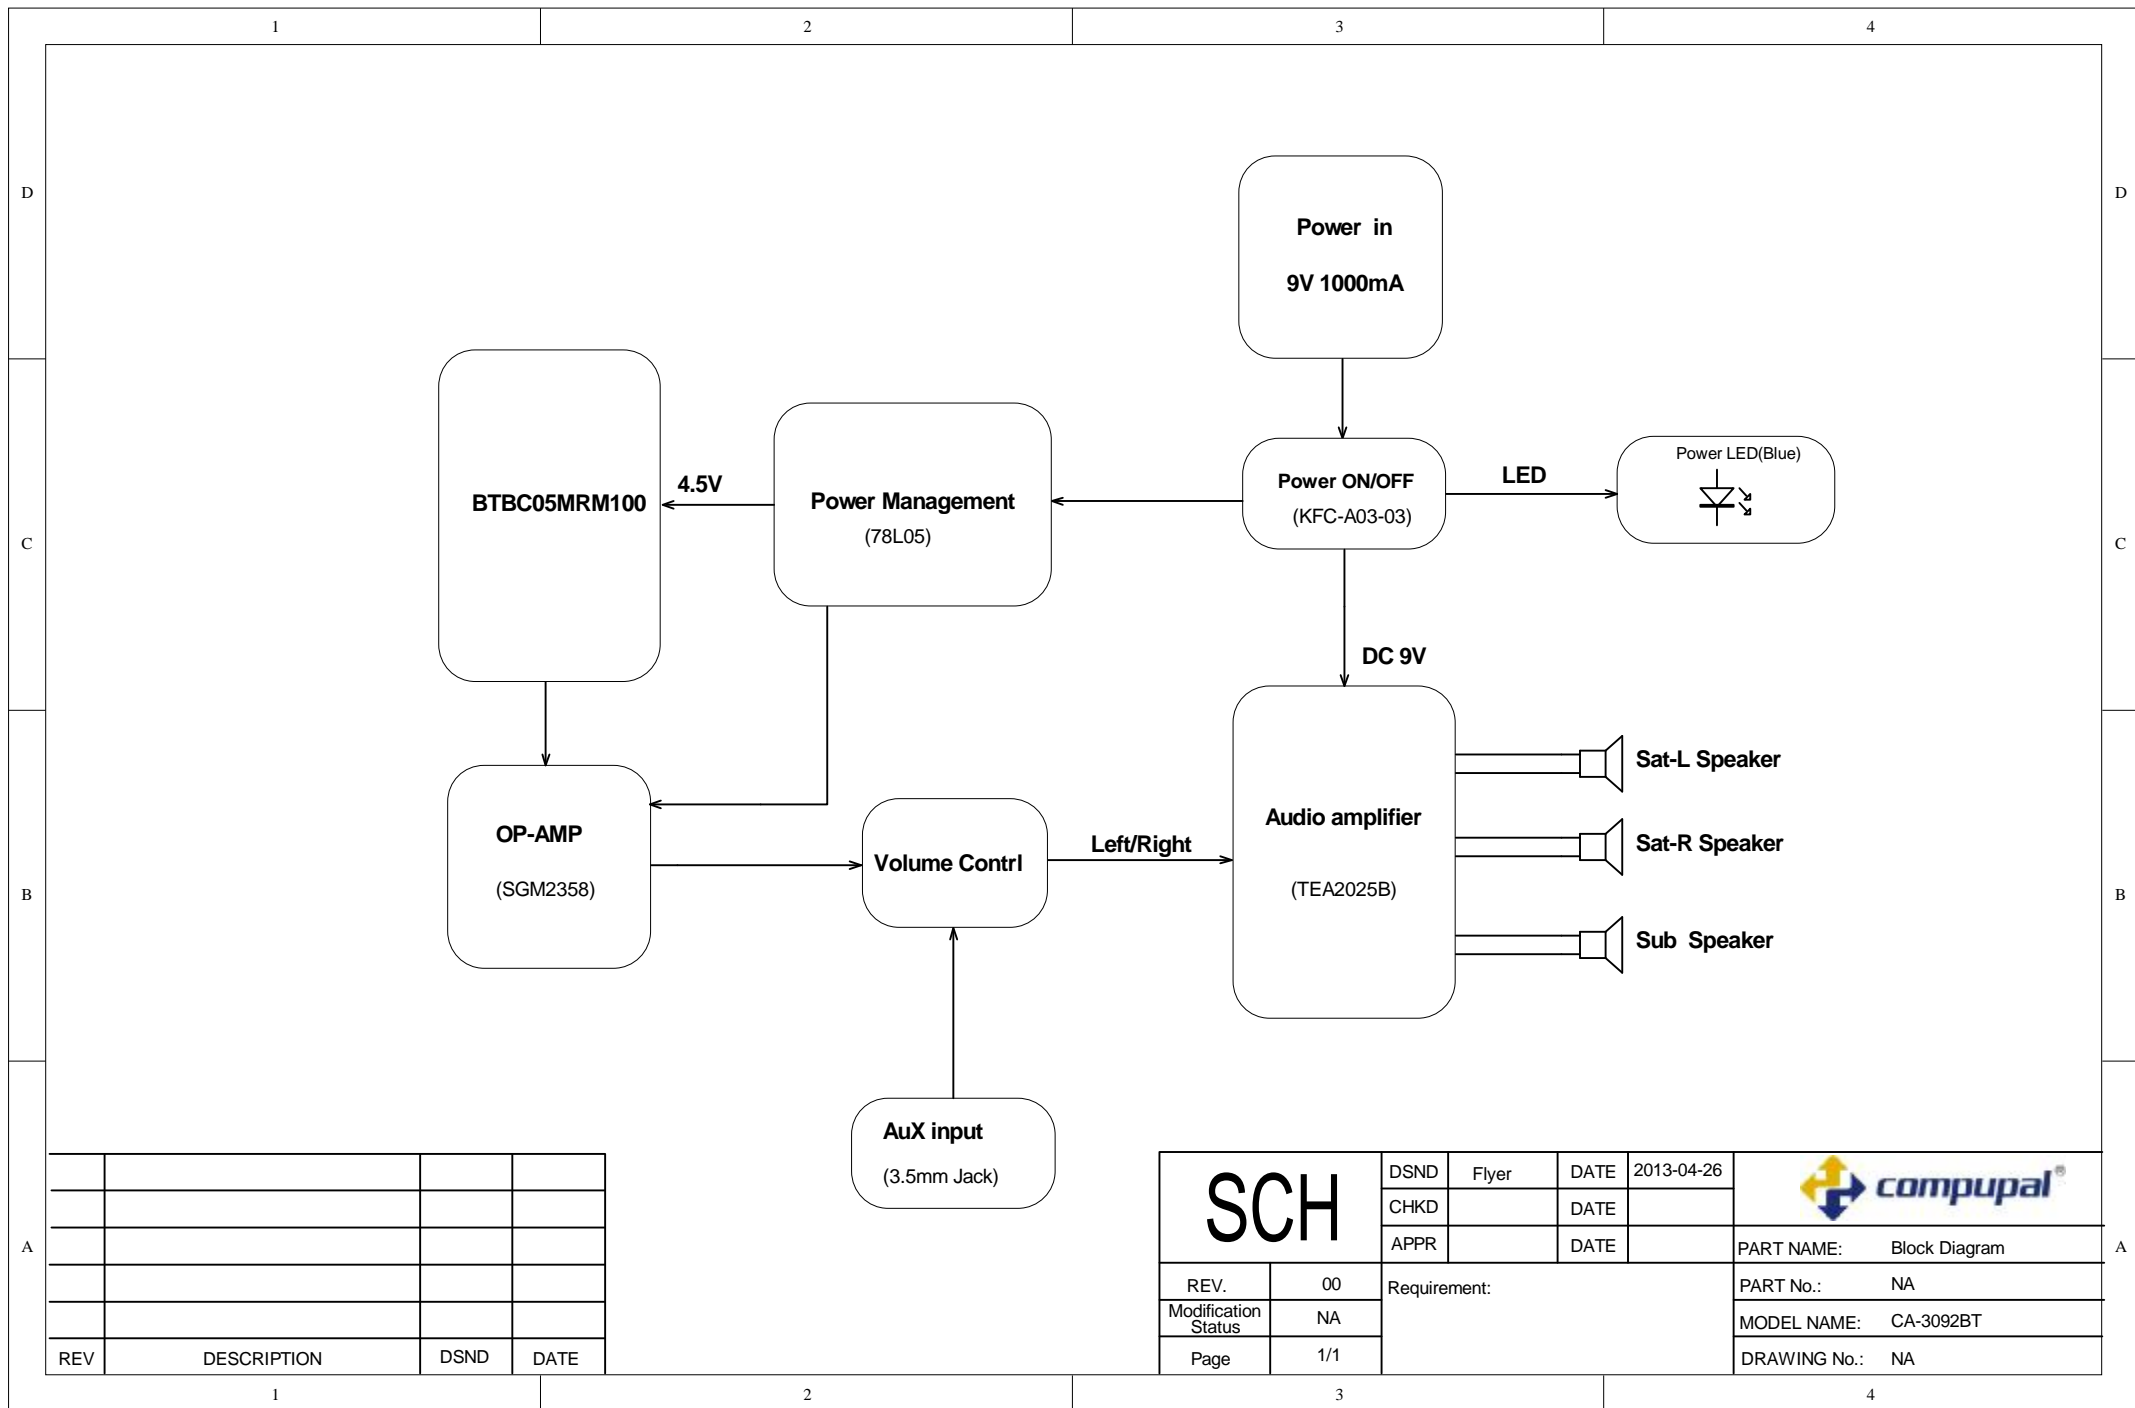 1 2 3 4
D D
Power in
9V 1000mA
Power LED(Blue)
Power ON/OFF
(KFC-A03-03)
LED
4.5V
BTBC05MRM100
Power Management
(78L05)
C C
DC 9V
Sat-L Speaker
Audio amplifier
(TEA2025B)
Sat-R Speaker
OP-AMP
(SGM2358)
Volume Contrl
Left/Right
B B
Sub Speaker
AuX input
(3.5mm Jack)
SCH
DSND Flyer DATE 2013-04-26
CHKD DATE
APPR DATE
compupal®
PART NAME: Block Diagram
A A
REV. 00
Requirement:
PART No.: NA
Modification
Status
NA
MODEL NAME: CA-3092BT
Page 1/1
DRAWING No.: NA
REV DESCRIPTION DSND DATE
1 2 3 4